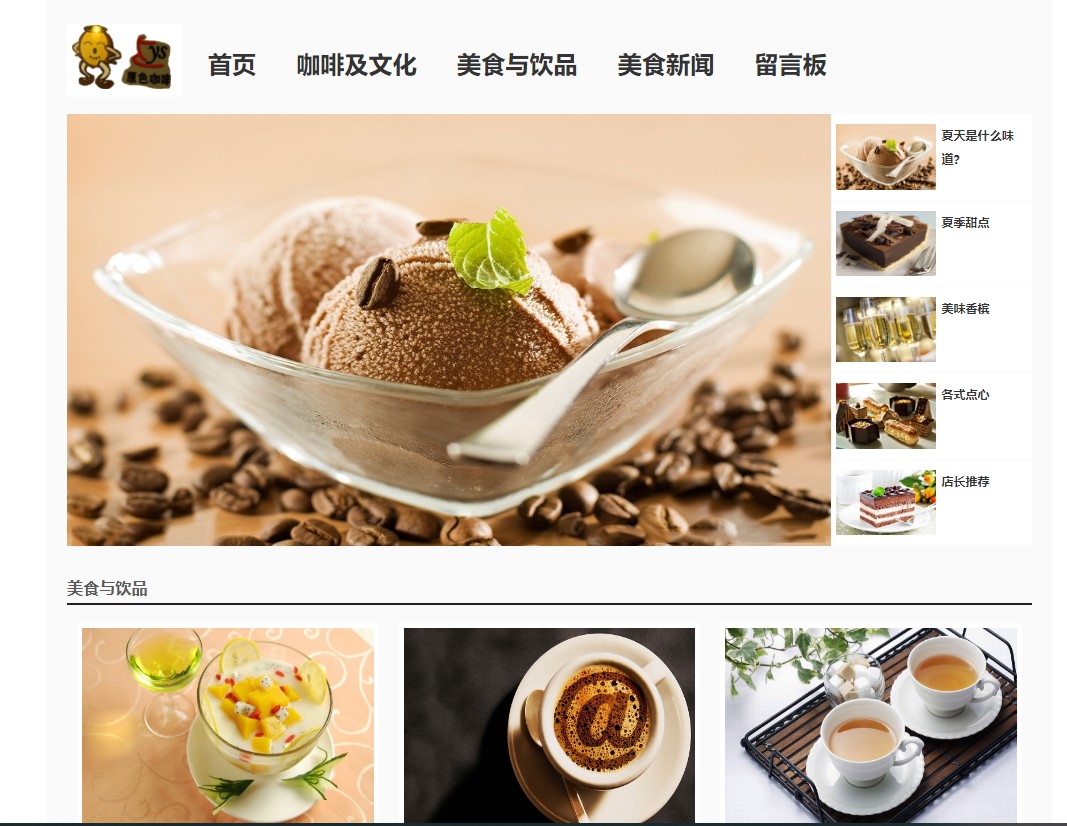 ys
原色咖啡
首页 咖啡及文化 美食与饮品 美食新闻 留言板
夏天是什么味
道?
夏季甜点
美味香槟
各式点心
店长推荐
美食与饮品
@